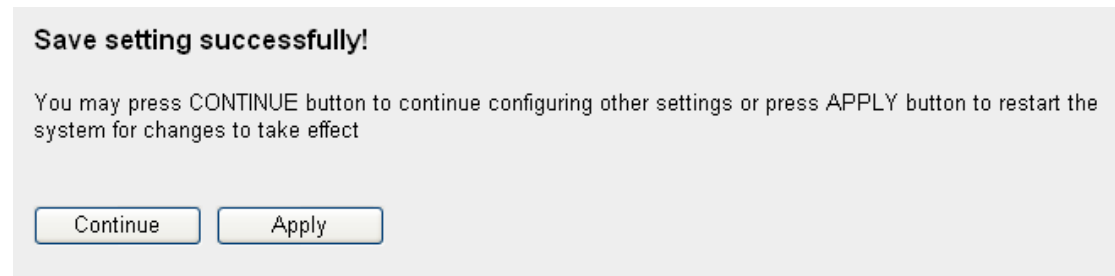 Save setting successfully!
You may press CONTINUE button to continue configuring other settings or press APPLY button to restart the
system for changes to take effect
Continue Apply